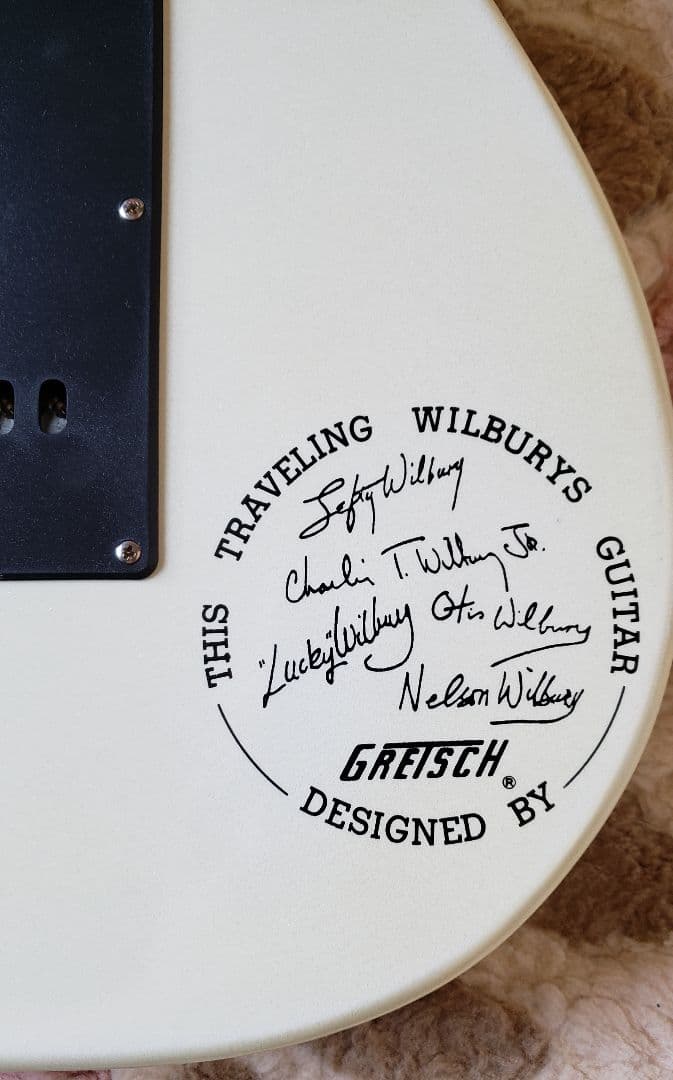 THIS TRAVELING WILBURYS GUITAR
Lefty Wilbury
Charlie T. Wilbury Jr.
"Lucky" Wilbury Otis Wilbury
Nelson Wilbury
GRETSCH®
DESIGNED BY